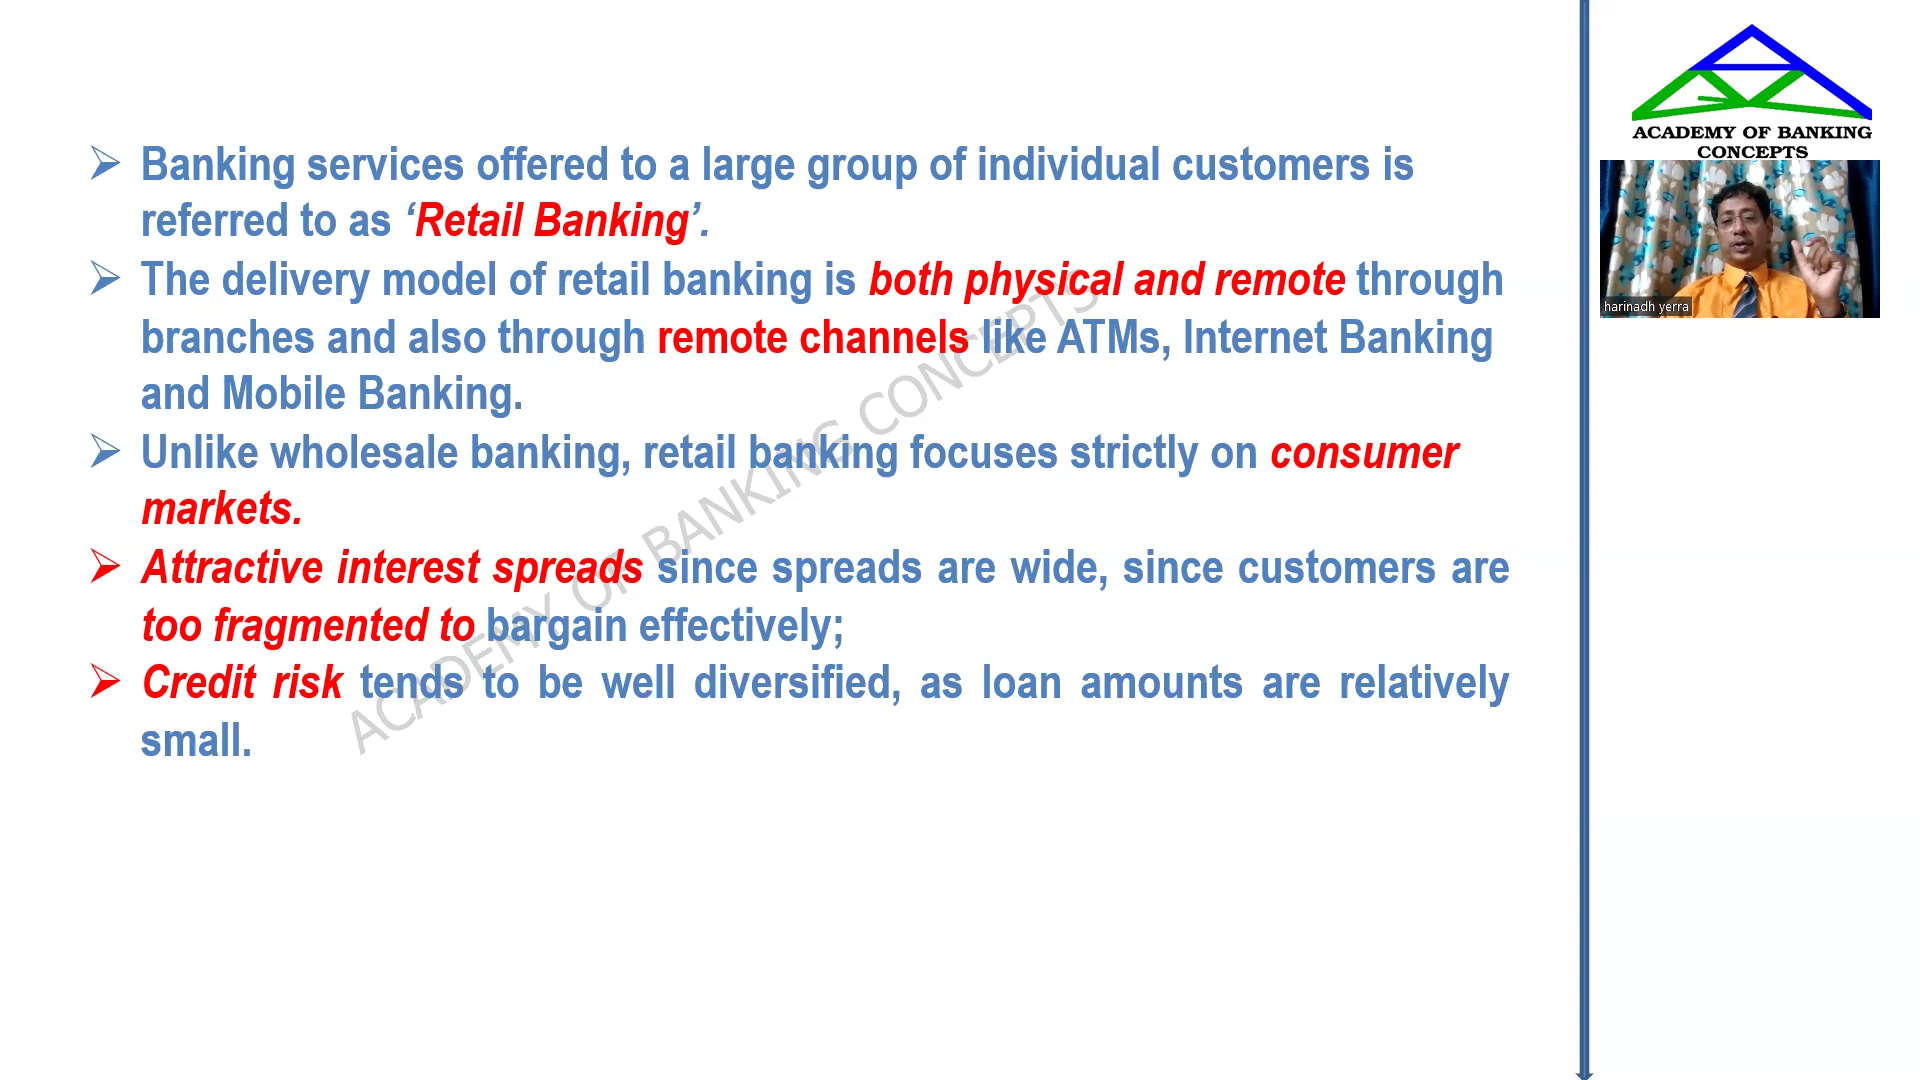 Banking services offered to a large group of individual customers is
referred to as ‘Retail Banking’.
The delivery model of retail banking is both physical and remote through
branches and also through remote channels like ATMs, Internet Banking
and Mobile Banking.
Unlike wholesale banking, retail banking focuses strictly on consumer
markets.
Attractive interest spreads since spreads are wide, since customers are
too fragmented to bargain effectively;
Credit risk tends to be well diversified, as loan amounts are relatively
small.
ACADEMY OF BANKING CONCEPTS
ACADEMY OF BANKING
CONCEPTS
harinadh yerra